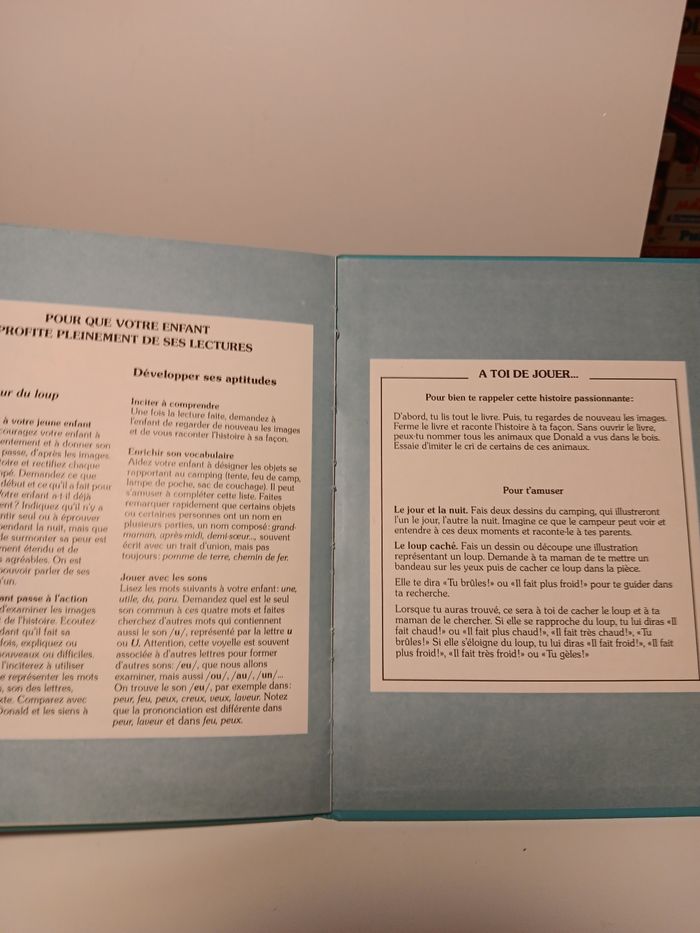 POUR QUE VOTRE ENFANT
PROFITE PLEINEMENT DE SES LECTURES
ur du loup
à votre jeune enfant
couragez votre enfant à
entement et à donner son
passe, d'après les images.
toire et rectifiez chaque
pé. Demandez ce que
début et ce qu'il a fait pour
Votre enfant a-t-il déjà
ent? Indiquez qu'il n'y a
ntir seul ou à éprouver
pendant la nuit, mais que
de surmonter sa peur est
ment étendu et de
s agréables. On est
pouvoir parler de ses
'un.
ant passe à l'action
d'examiner les images
de l'histoire. Ecoutez
dant qu'il fait sa
fois, expliquez ou
nouveaux ou difficiles.
l'inciterez à utiliser
e représenter les mots
, son des lettres,
xte. Comparez avec
Donald et les siens à
Développer ses aptitudes
Inciter à comprendre
Une fois la lecture faite, demandez à
l'enfant de regarder de nouveau les images
et de vous raconter l'histoire à sa façon.
Enrichir son vocabulaire
Aidez votre enfant à désigner les objets se
rapportant au camping (tente, feu de camp,
lampe de poche, sac de couchage). Il peut
s'amuser à compléter cette liste. Faites
remarquer rapidement que certains objets
ou certaines personnes ont un nom en
plusieurs parties, un nom composé: grand-
maman, après-midi, demi-sœur..., souvent
écrit avec un trait d'union, mais pas
toujours: pomme de terre, chemin de fer.
Jouer avec les sons
Lisez les mots suivants à votre enfant: une,
utile, du, paru. Demandez quel est le seul
son commun à ces quatre mots et faites
cherchez d'autres mots qui contiennent
aussi le son /u/, représenté par la lettre u
ou U. Attention, cette voyelle est souvent
associée à d'autres lettres pour former
d'autres sons: /eu/, que nous allons
examiner, mais aussi /ou/, /au/, /un/...
On trouve le son /eu/, par exemple dans:
peur, feu, peux, creux, veux, laveur. Notez
que la prononciation est différente dans
peur, laveur et dans feu, peux.
A TOI DE JOUER...
Pour bien te rappeler cette histoire passionnante:
D'abord, tu lis tout le livre. Puis, tu regardes de nouveau les images.
Ferme le livre et raconte l'histoire à ta façon. Sans ouvrir le livre,
peux-tu nommer tous les animaux que Donald a vus dans le bois.
Essaie d'imiter le cri de certains de ces animaux.
Pour t'amuser
Le jour et la nuit. Fais deux dessins du camping, qui illustreront
l'un le jour, l'autre la nuit. Imagine ce que le campeur peut voir et
entendre à ces deux moments et raconte-le à tes parents.
Le loup caché. Fais un dessin ou découpe une illustration
représentant un loup. Demande à ta maman de te mettre un
bandeau sur les yeux puis de cacher ce loup dans la pièce.
Elle te dira «Tu brûles!» ou «Il fait plus froid!» pour te guider dans
ta recherche.
Lorsque tu auras trouvé, ce sera à toi de cacher le loup et à ta
maman de le chercher. Si elle se rapproche du loup, tu lui diras «Il
fait chaud!» ou «Il fait plus chaud!», «Il fait très chaud!», «Tu
brûles!» Si elle s'éloigne du loup, tu lui diras «Il fait froid!», «Il fait
plus froid!», «Il fait très froid!» ou «Tu gèles!»